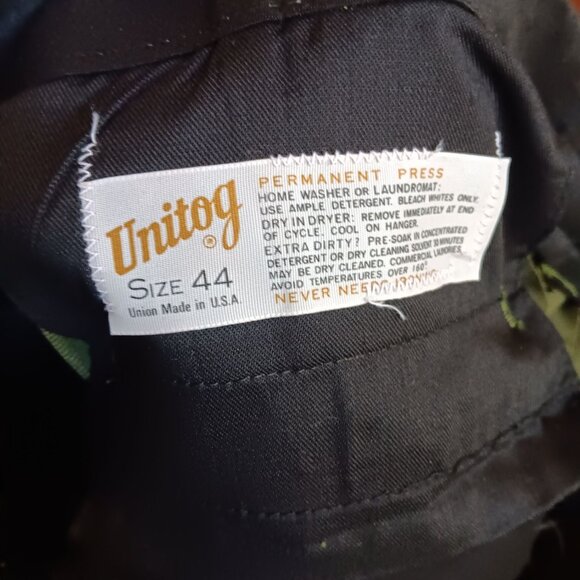 Unitog
®
SIZE 44
Union Made in U.S.A.
PERMANENT PRESS
HOME WASHER OR LAUNDROMAT:
USE AMPLE DETERGENT. BLEACH WHITES ONLY.
DRY IN DRYER: REMOVE IMMEDIATELY AT END
OF CYCLE. COOL ON HANGER.
EXTRA DIRTY? PRE-SOAK IN CONCENTRATED
DETERGENT OR DRY CLEANING SOLVENT 10 MINUTES
MAY BE DRY CLEANED. COMMERCIAL LAUNDRIES,
AVOID TEMPERATURES OVER 160°
NEVER NEEDS IRONING